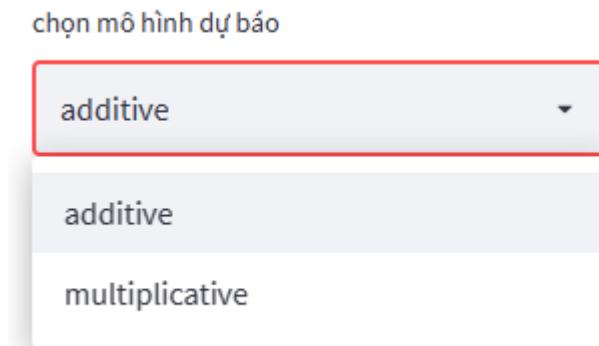 chọn mô hình dự báo
additive
additive
multiplicative